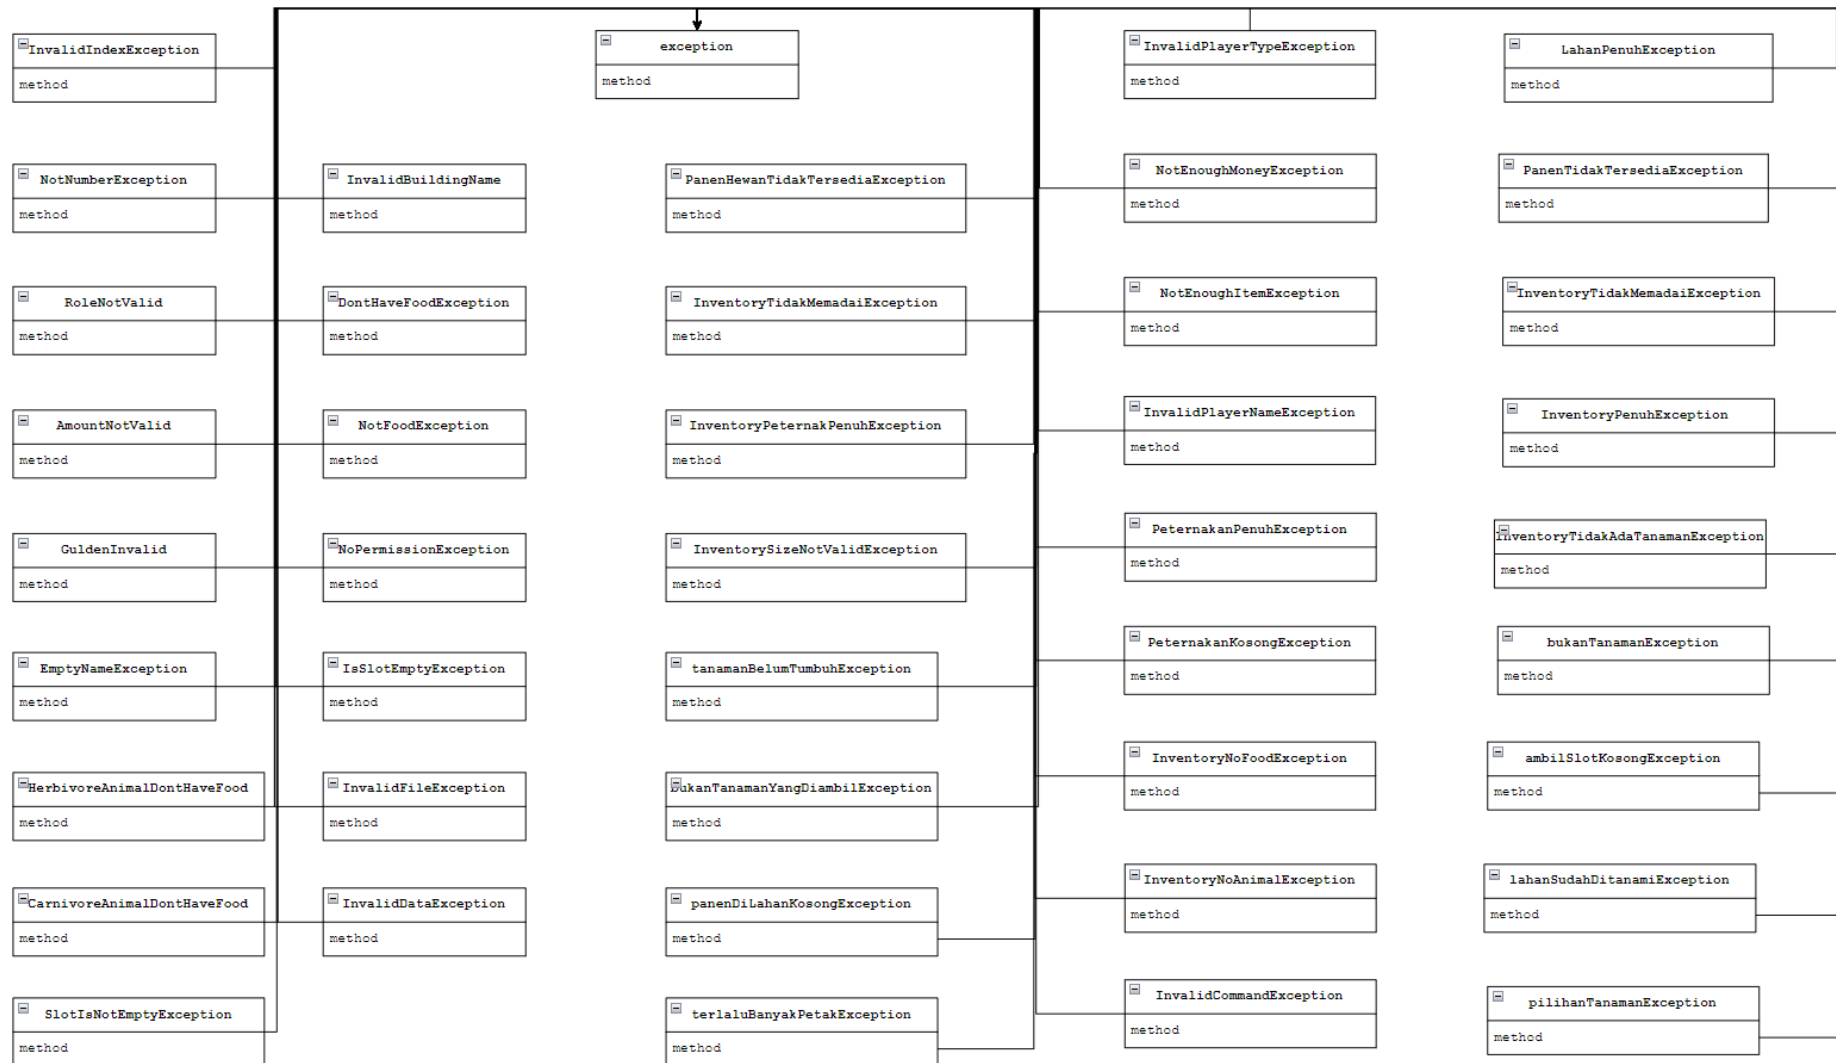 InvalidIndexException
method
exception
method
InvalidPlayerTypeException
method
LahanPenuhException
method
NotNumberException
method
InvalidBuildingName
method
PanenHewanTidakTersediaException
method
NotEnoughMoneyException
method
PanenTidakTersediaException
method
RoleNotValid
method
DontHaveFoodException
method
InventoryTidakMemadaiException
method
NotEnoughItemException
method
InventoryTidakMemadaiException
method
AmountNotValid
method
NotFoodException
method
InventoryPeternakPenuhException
method
InvalidPlayerNameException
method
InventoryPenuhException
method
GuldenInvalid
method
NoPermissionException
method
InventorySizeNotValidException
method
PeternakanPenuhException
method
InventoryTidakAdaTanamanException
method
EmptyNameException
method
IsSlotEmptyException
method
tanamanBelumTumbuhException
method
PeternakanKosongException
method
bukanTanamanException
method
HerbivoreAnimalDontHaveFood
method
InvalidFileException
method
bukanTanamanYangDiambilException
method
InventoryNoFoodException
method
ambilSlotKosongException
method
CarnivoreAnimalDontHaveFood
method
InvalidDataException
method
panenDiLahanKosongException
method
InventoryNoAnimalException
method
lahanSudahDitanamiException
method
SlotIsNotEmptyException
method
terlaluBanyakPetakException
method
InvalidCommandException
method
pilihanTanamanException
method